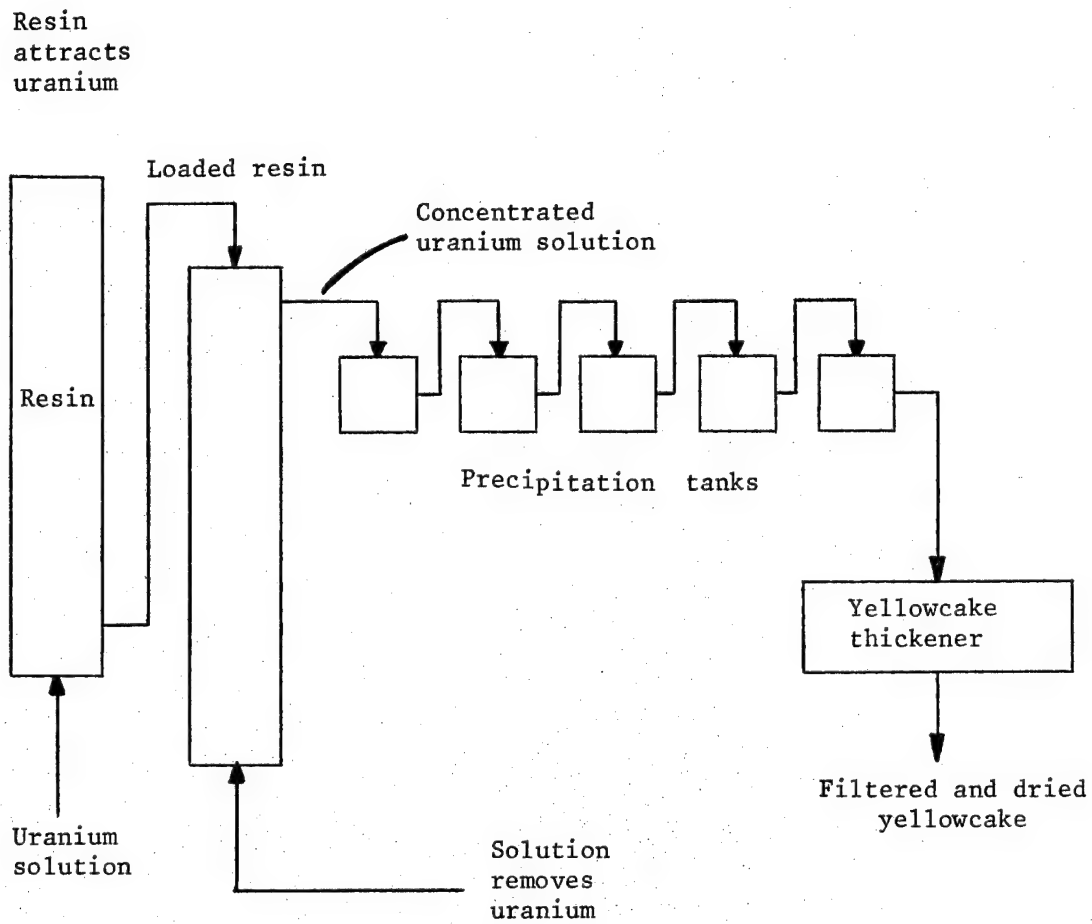 Resin
attracts
uranium
Loaded resin
Concentrated
uranium solution
Resin
Precipitation tanks
Yellowcake
thickener
Filtered and dried
yellowcake
Uranium
solution
Solution
removes
uranium